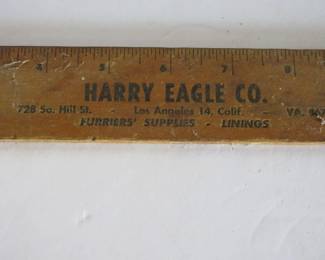 4 5 6 7 8
HARRY EAGLE CO.
728 So. Hill St. - Los Angeles 14, Calif. - VA.
FURRIERS' SUPPLIES - LININGS